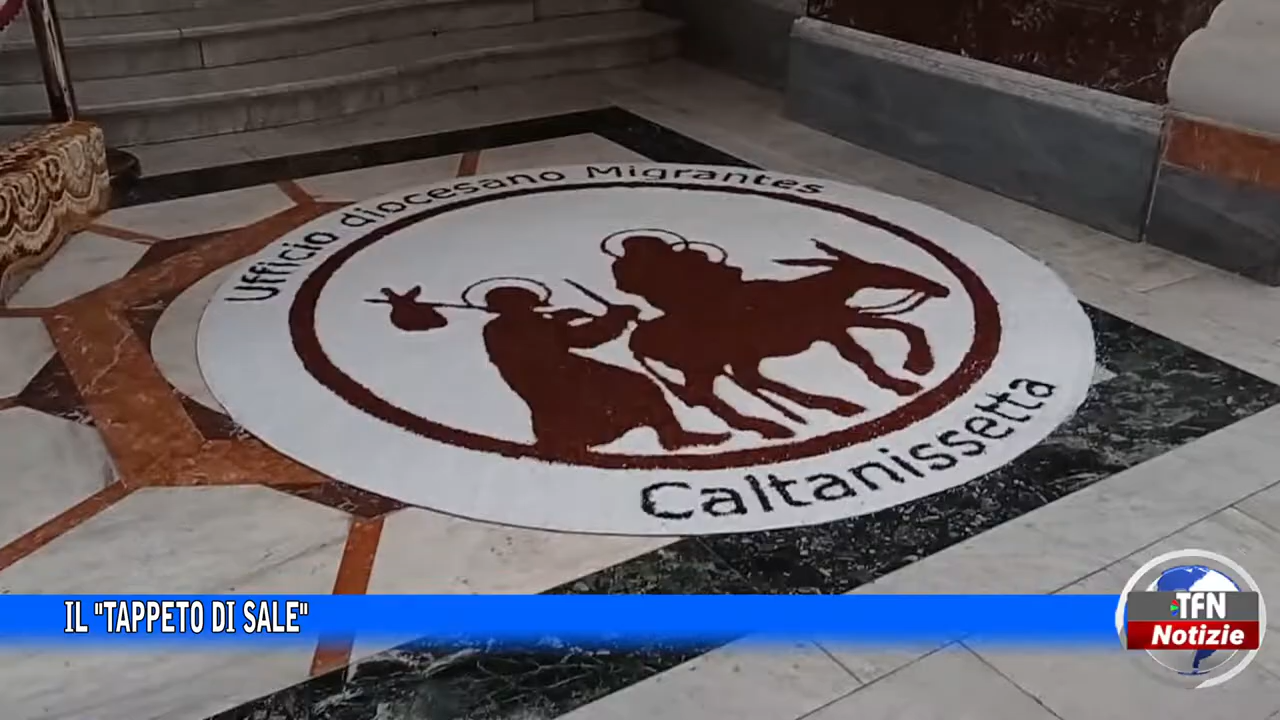 Ufficio diocesano Migrantes
Caltanissetta
IL "TAPPETO DI SALE"
TFN
Notizie